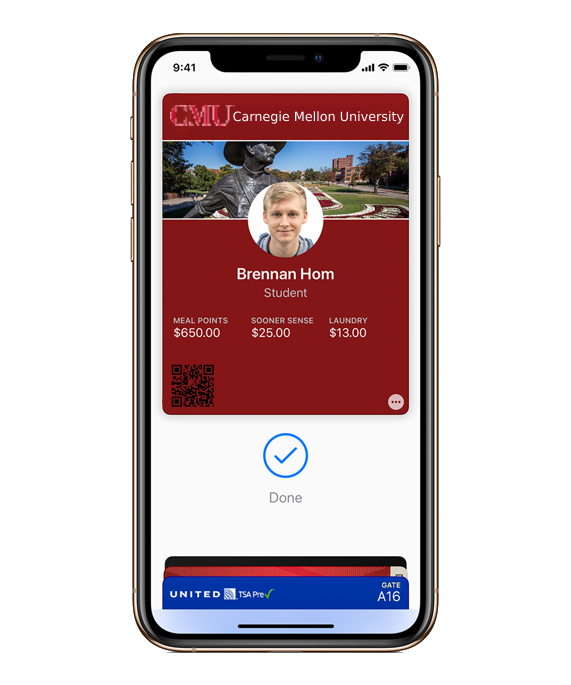 9:41
CMU Carnegie Mellon University
Brennan Hom
Student
MEAL POINTS SOONER SENSE LAUNDRY
$650.00 $25.00 $13.00
Done
UNITED TSA Pre GATE
A16